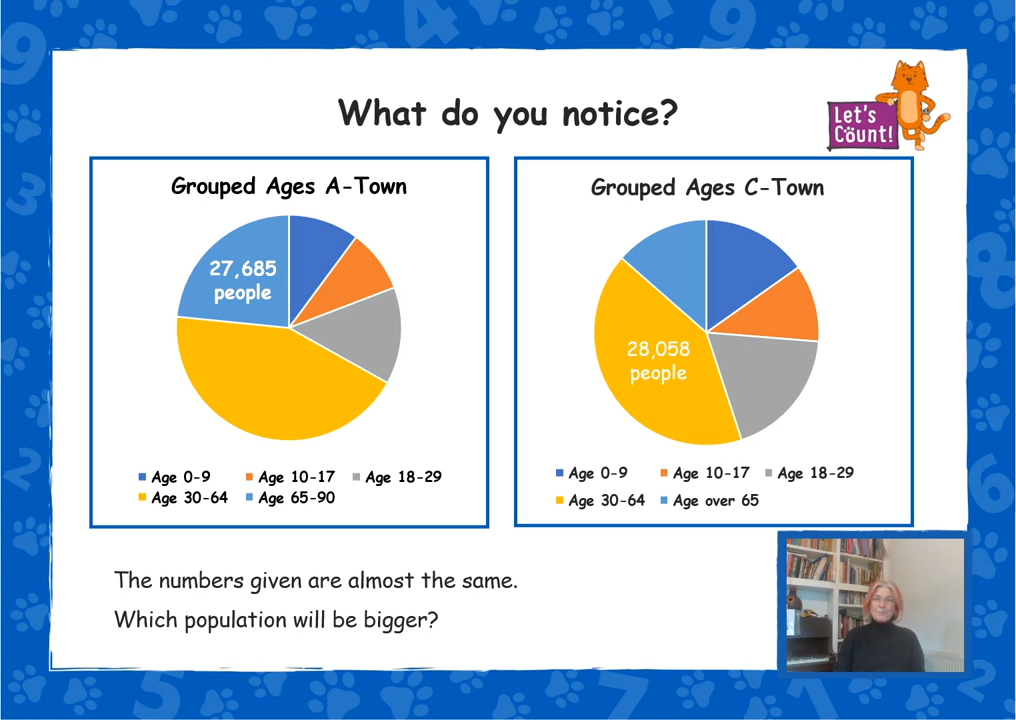 What do you notice?
Let's
Count!
Grouped Ages A-Town
27,685
people
Age 0-9 Age 10-17 Age 18-29
Age 30-64 Age 65-90
Grouped Ages C-Town
28,058
people
Age 0-9 Age 10-17 Age 18-29
Age 30-64 Age over 65
The numbers given are almost the same.
Which population will be bigger?